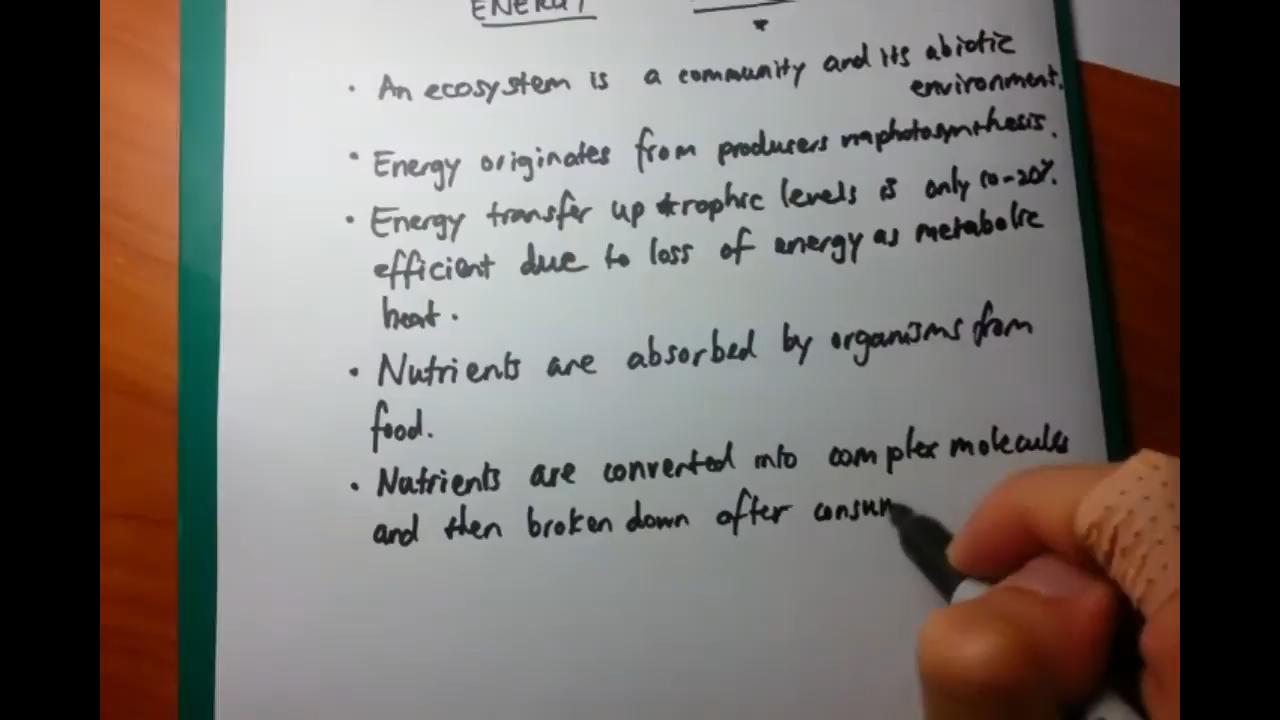 ENERGY
• An ecosystem is a community and its abiotic
environment.
• Energy originates from producers photosynthesis.
• Energy transfer up trophic levels is only 10-20%
efficient due to loss of energy as metabolic
heat.
• Nutrients are absorbed by organisms from
food.
• Nutrients are converted into complex molecules
and then broken down after consum